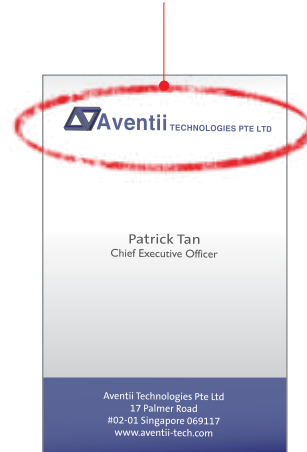 Aventii TECHNOLOGIES PTE LTD
Patrick Tan
Chief Executive Officer
Aventii Technologies Pte Ltd
17 Palmer Road
#02-01 Singapore 069117
www.aventii-tech.com